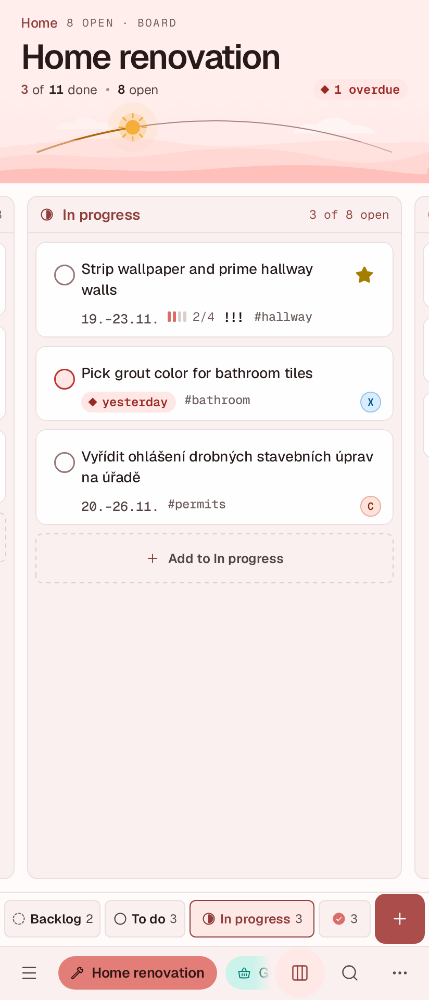 Home 8 OPEN · BOARD
Home renovation
3 of 11 done • 8 open
◆ 1 overdue
In progress
3 of 8 open
Strip wallpaper and prime hallway
walls
19.–23.11. 2/4 !!! #hallway
Pick grout color for bathroom tiles
◆ yesterday #bathroom
X
Vyřídit ohlášení drobných stavebních úprav
na úřadě
20.–26.11. #permits
C
+ Add to In progress
Backlog 2
To do 3
In progress 3
3
+
Home renovation
G